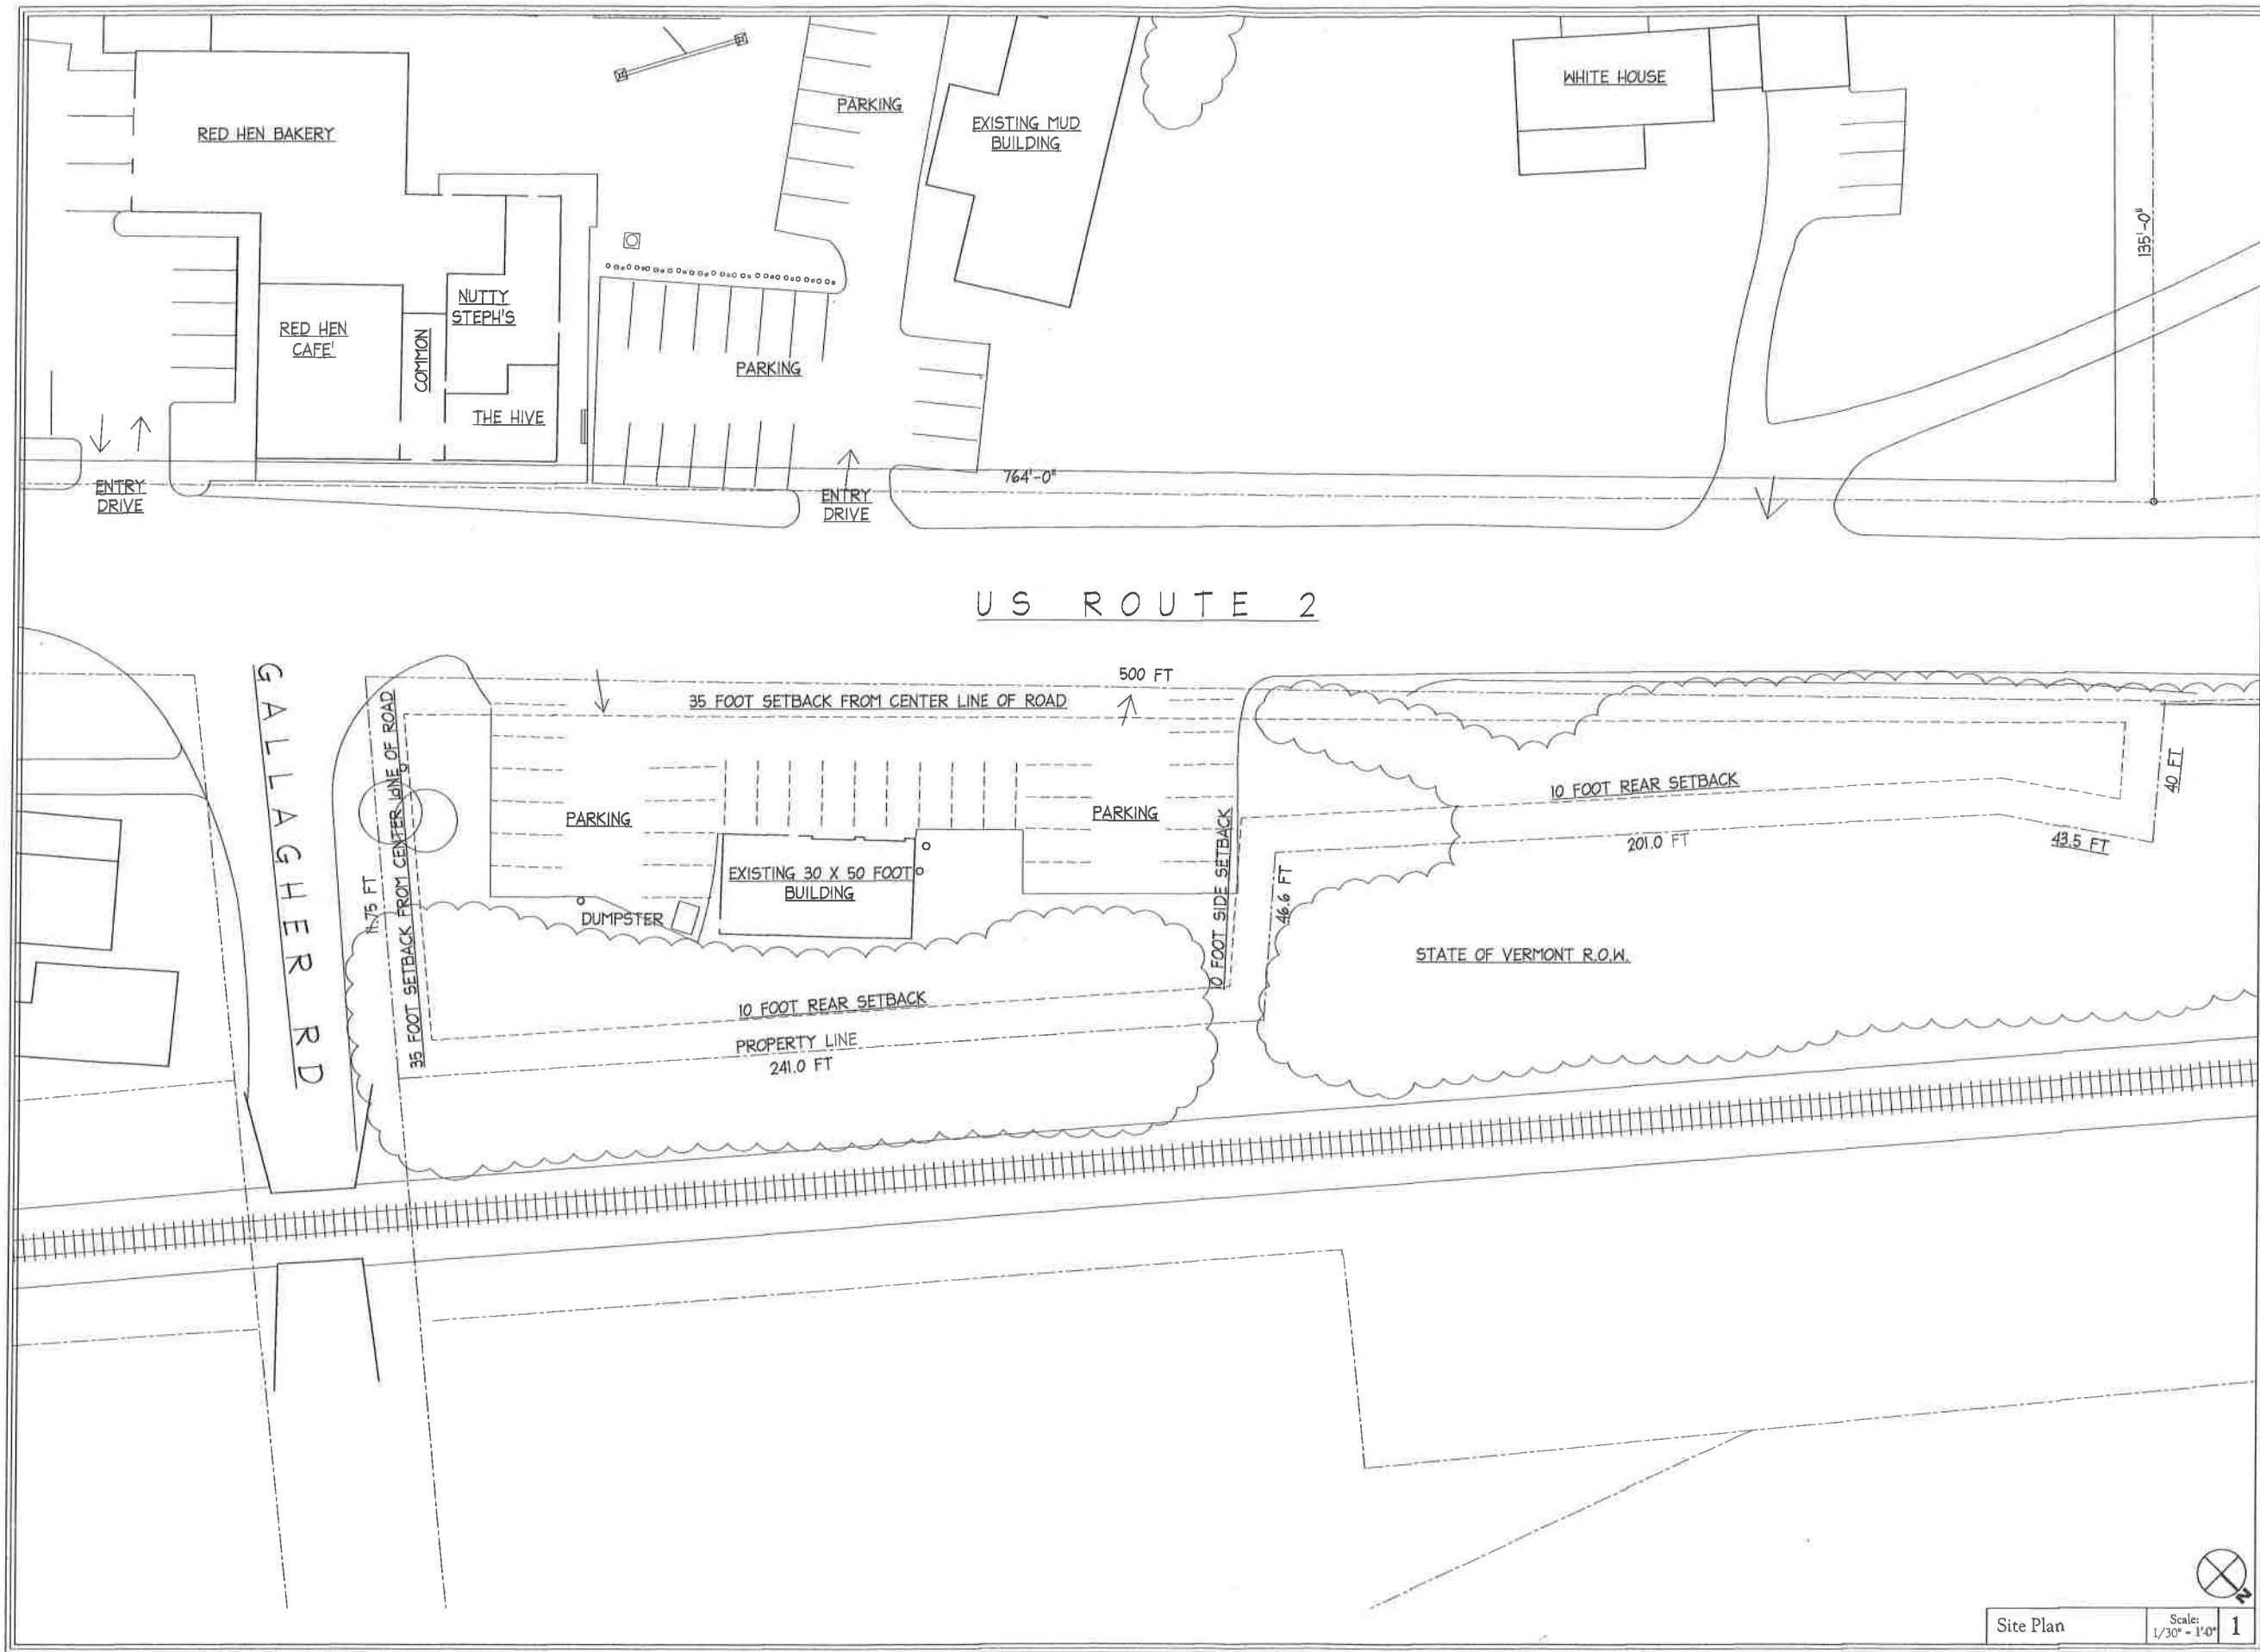 WHITE HOUSE
PARKING
RED HEN BAKERY
EXISTING MUD
BUILDING
135'-0"
NUTTY
STEPH'S
RED HEN
CAFE'
COMMON
PARKING
THE HIVE
764'-0"
ENTRY
DRIVE
ENTRY
DRIVE
US ROUTE 2
GALLAGHER RD
500 FT
35 FOOT SETBACK FROM CENTER LINE OF ROAD
35 FOOT SETBACK FROM CENTER LINE OF ROAD
10 FOOT REAR SETBACK
40 FT
PARKING
PARKING
201.0 FT
43.5 FT
EXISTING 30 X 50 FOOT
BUILDING
46.6 FT
10 FOOT SIDE SETBACK
DUMPSTER
STATE OF VERMONT R.O.W.
10 FOOT REAR SETBACK
PROPERTY LINE
241.0 FT
N
Site Plan
Scale:
1/30" = 1'-0"
1